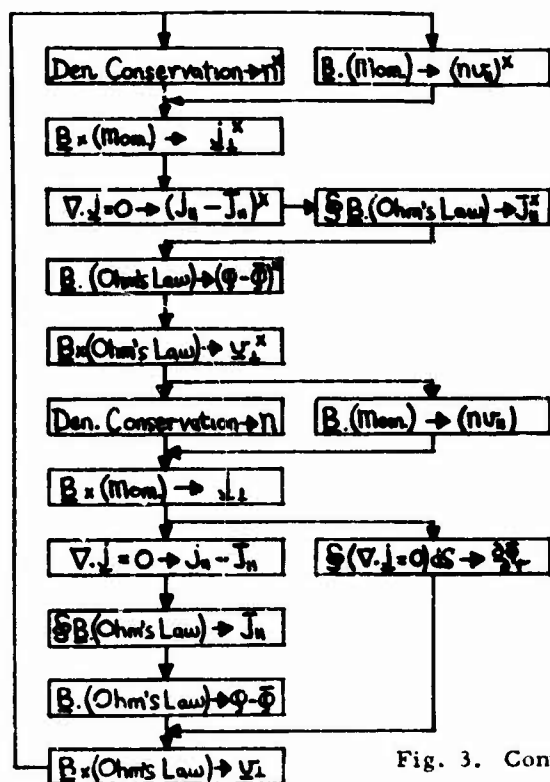 Den. Conservation → n^x
B.(Mom.) → (nv_∥)^x
B × (Mom) → j_⊥^x
∇.j = 0 → (J_∥ − J̄_∥)^x
∮ B.(Ohm's Law) → J̄_∥^x
B.(Ohm's Law) → (φ − φ̄)^x
B×(Ohm's Law) → v_⊥^x
Den. Conservation → n
B.(Mom.) → (nv_∥)
B × (Mom) → j_⊥
∇.j = 0 → J_∥ − J̄_∥
∮(∇.j = 0)dS →
∮ B.(Ohm's Law) → J̄_∥
B.(Ohm's Law) → φ − φ̄
B×(Ohm's Law) → v_⊥
Fig. 3. Con